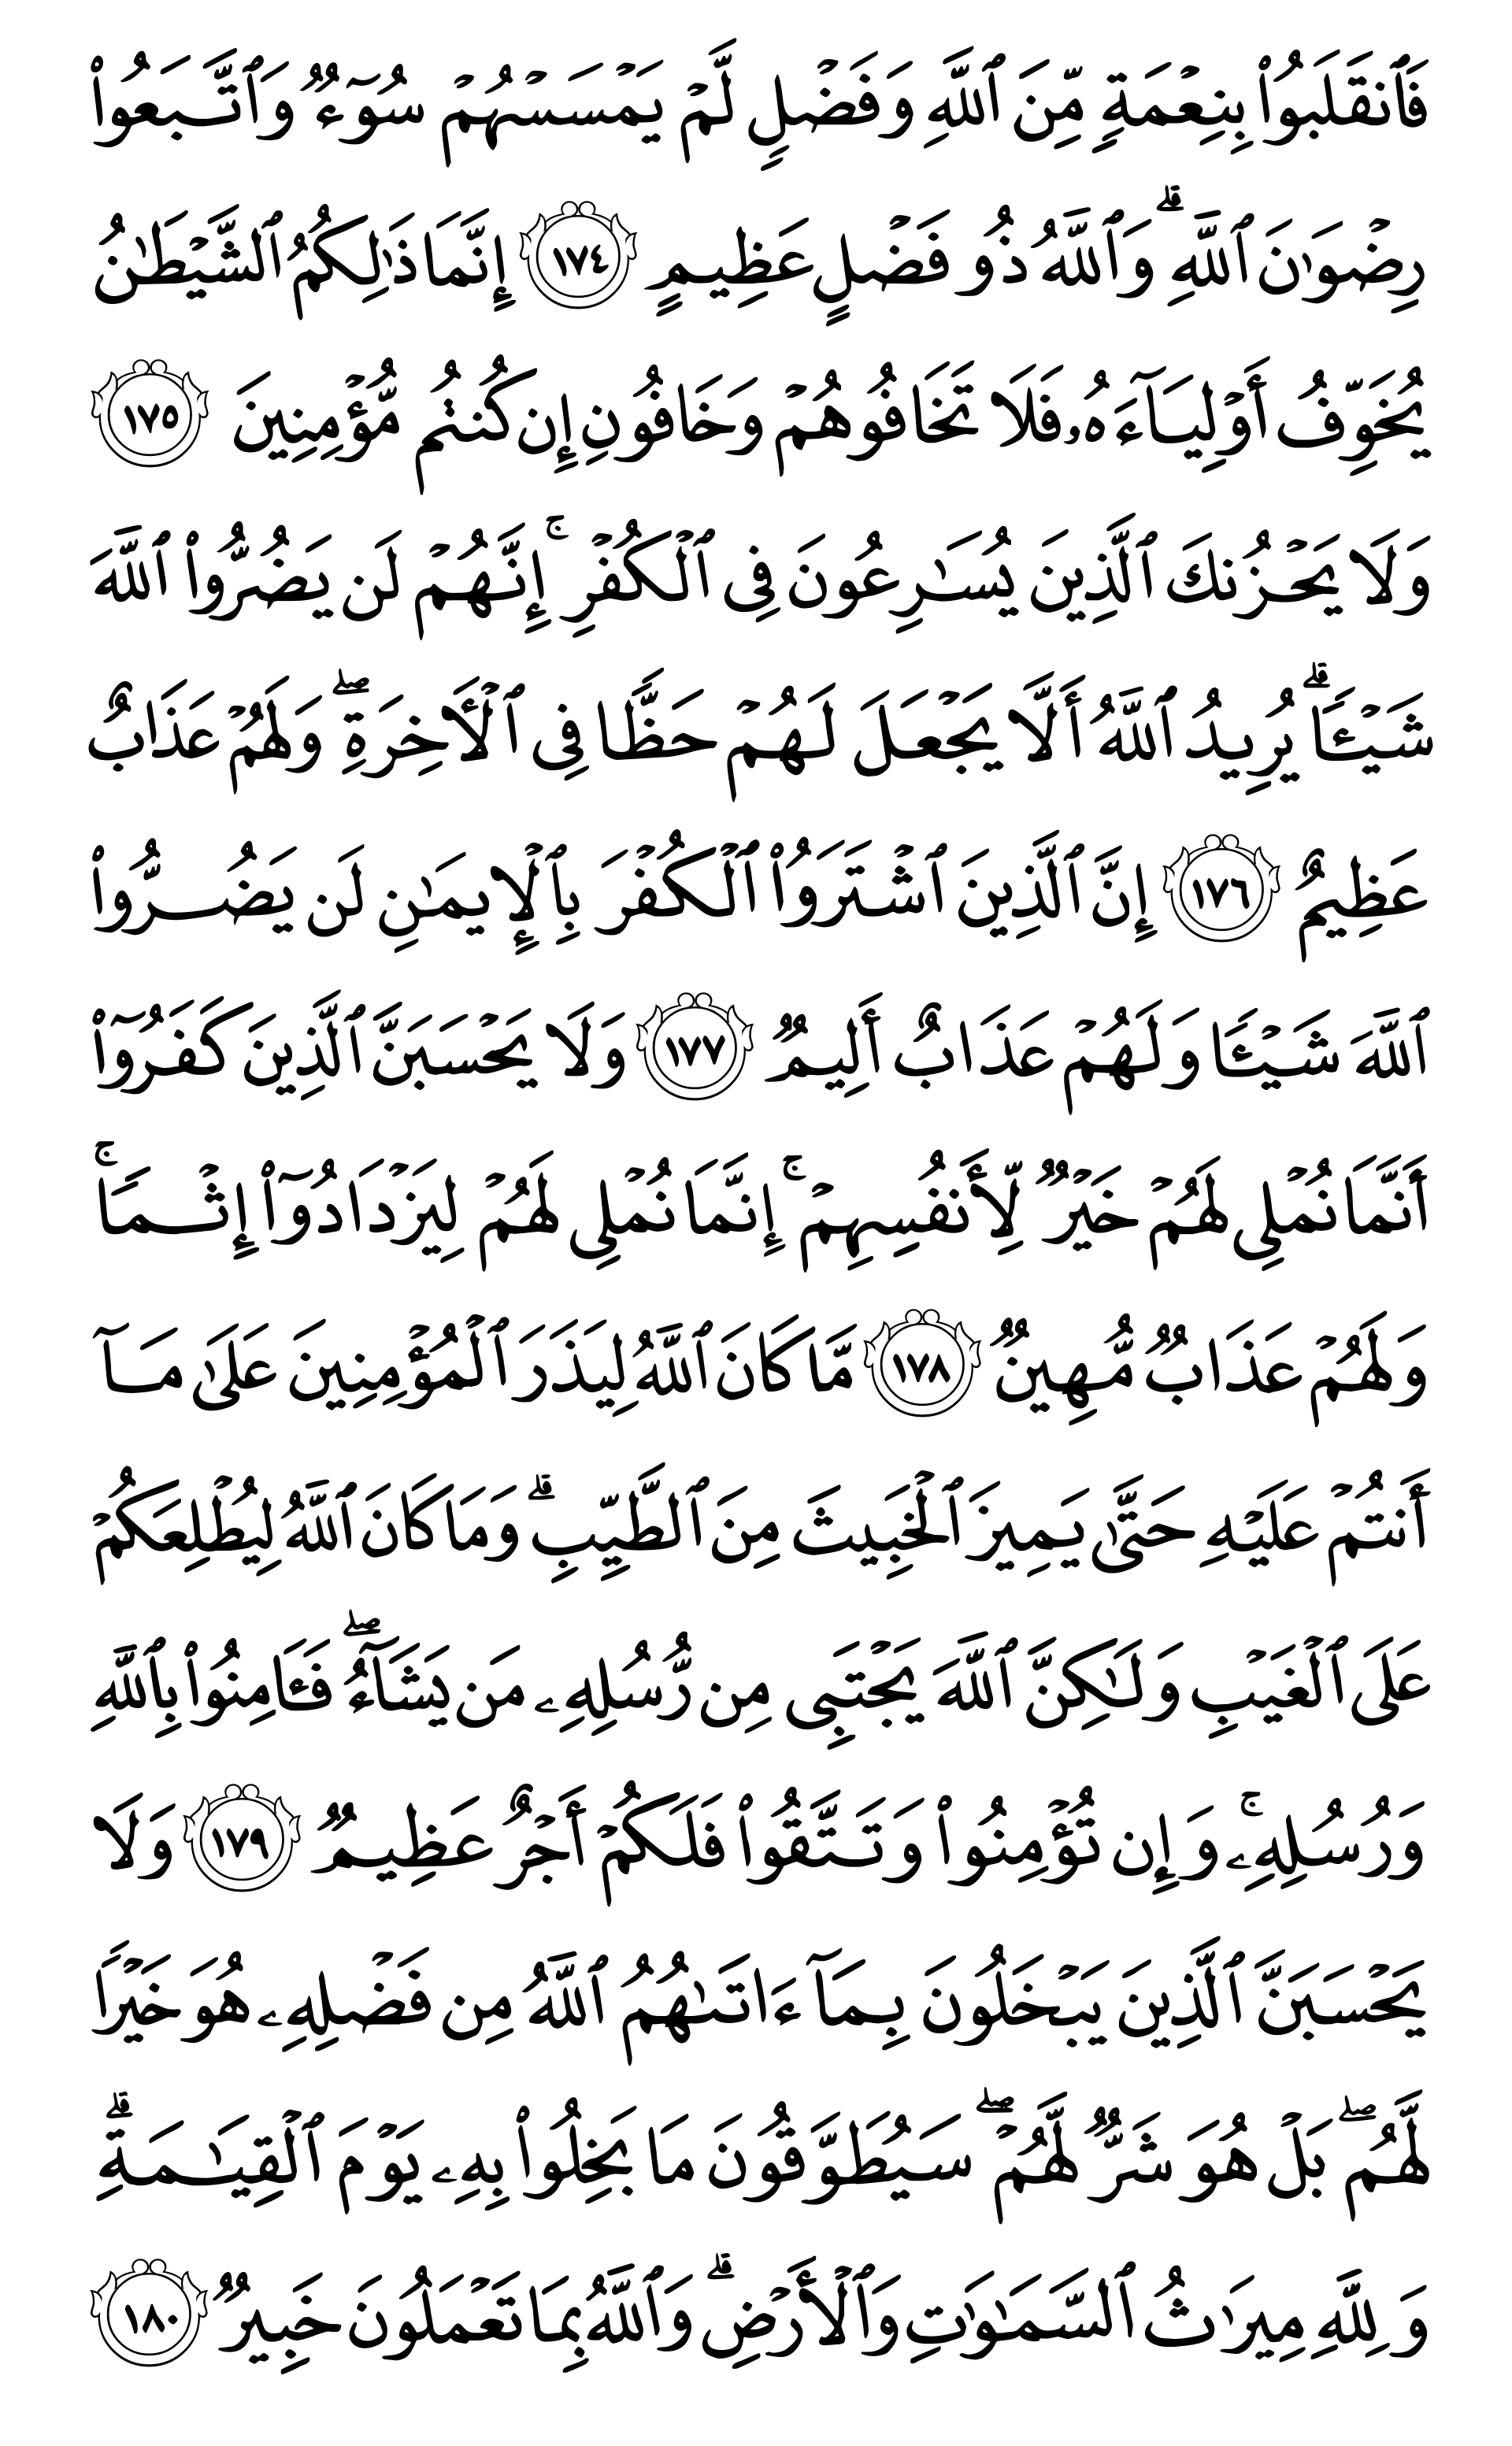 فَٱنقَلَبُوا۟ بِنِعْمَةٍ مِّنَ ٱللَّهِ وَفَضْلٍ لَّمْ يَمْسَسْهُمْ سُوٓءٌ وَٱتَّبَعُوا۟
رِضْوَٰنَ ٱللَّهِ ۗ وَٱللَّهُ ذُو فَضْلٍ عَظِيمٍ ١٧٤ إِنَّمَا ذَٰلِكُمُ ٱلشَّيْطَٰنُ
يُخَوِّفُ أَوْلِيَآءَهُۥ فَلَا تَخَافُوهُمْ وَخَافُونِ إِن كُنتُم مُّؤْمِنِينَ ١٧٥
وَلَا يَحْزُنكَ ٱلَّذِينَ يُسَٰرِعُونَ فِى ٱلْكُفْرِ ۚ إِنَّهُمْ لَن يَضُرُّوا۟ ٱللَّهَ
شَيْـًٔا ۗ يُرِيدُ ٱللَّهُ أَلَّا يَجْعَلَ لَهُمْ حَظًّا فِى ٱلْأَخِرَةِ ۖ وَلَهُمْ عَذَابٌ
عَظِيمٌ ١٧٦ إِنَّ ٱلَّذِينَ ٱشْتَرَوُا۟ ٱلْكُفْرَ بِٱلْإِيمَٰنِ لَن يَضُرُّوا۟
ٱللَّهَ شَيْـًٔا وَلَهُمْ عَذَابٌ أَلِيمٌ ١٧٧ وَلَا يَحْسَبَنَّ ٱلَّذِينَ كَفَرُوٓا۟
أَنَّمَا نُمْلِى لَهُمْ خَيْرٌ لِّأَنفُسِهِمْ ۚ إِنَّمَا نُمْلِى لَهُمْ لِيَزْدَادُوٓا۟ إِثْمًا ۚ
وَلَهُمْ عَذَابٌ مُّهِينٌ ١٧٨ مَّا كَانَ ٱللَّهُ لِيَذَرَ ٱلْمُؤْمِنِينَ عَلَىٰ مَآ
أَنتُمْ عَلَيْهِ حَتَّىٰ يَمِيزَ ٱلْخَبِيثَ مِنَ ٱلطَّيِّبِ ۗ وَمَا كَانَ ٱللَّهُ لِيُطْلِعَكُمْ
عَلَى ٱلْغَيْبِ وَلَٰكِنَّ ٱللَّهَ يَجْتَبِى مِن رُّسُلِهِۦ مَن يَشَآءُ ۖ فَـَٔامِنُوا۟ بِٱللَّهِ
وَرُسُلِهِۦ ۚ وَإِن تُؤْمِنُوا۟ وَتَتَّقُوا۟ فَلَكُمْ أَجْرٌ عَظِيمٌ ١٧٩ وَلَا
يَحْسَبَنَّ ٱلَّذِينَ يَبْخَلُونَ بِمَآ ءَاتَىٰهُمُ ٱللَّهُ مِن فَضْلِهِۦ هُوَ خَيْرًا
لَّهُم ۖ بَلْ هُوَ شَرٌّ لَّهُمْ ۖ سَيُطَوَّقُونَ مَا بَخِلُوا۟ بِهِۦ يَوْمَ ٱلْقِيَٰمَةِ ۗ
وَلِلَّهِ مِيرَٰثُ ٱلسَّمَٰوَٰتِ وَٱلْأَرْضِ ۗ وَٱللَّهُ بِمَا تَعْمَلُونَ خَبِيرٌ ١٨٠